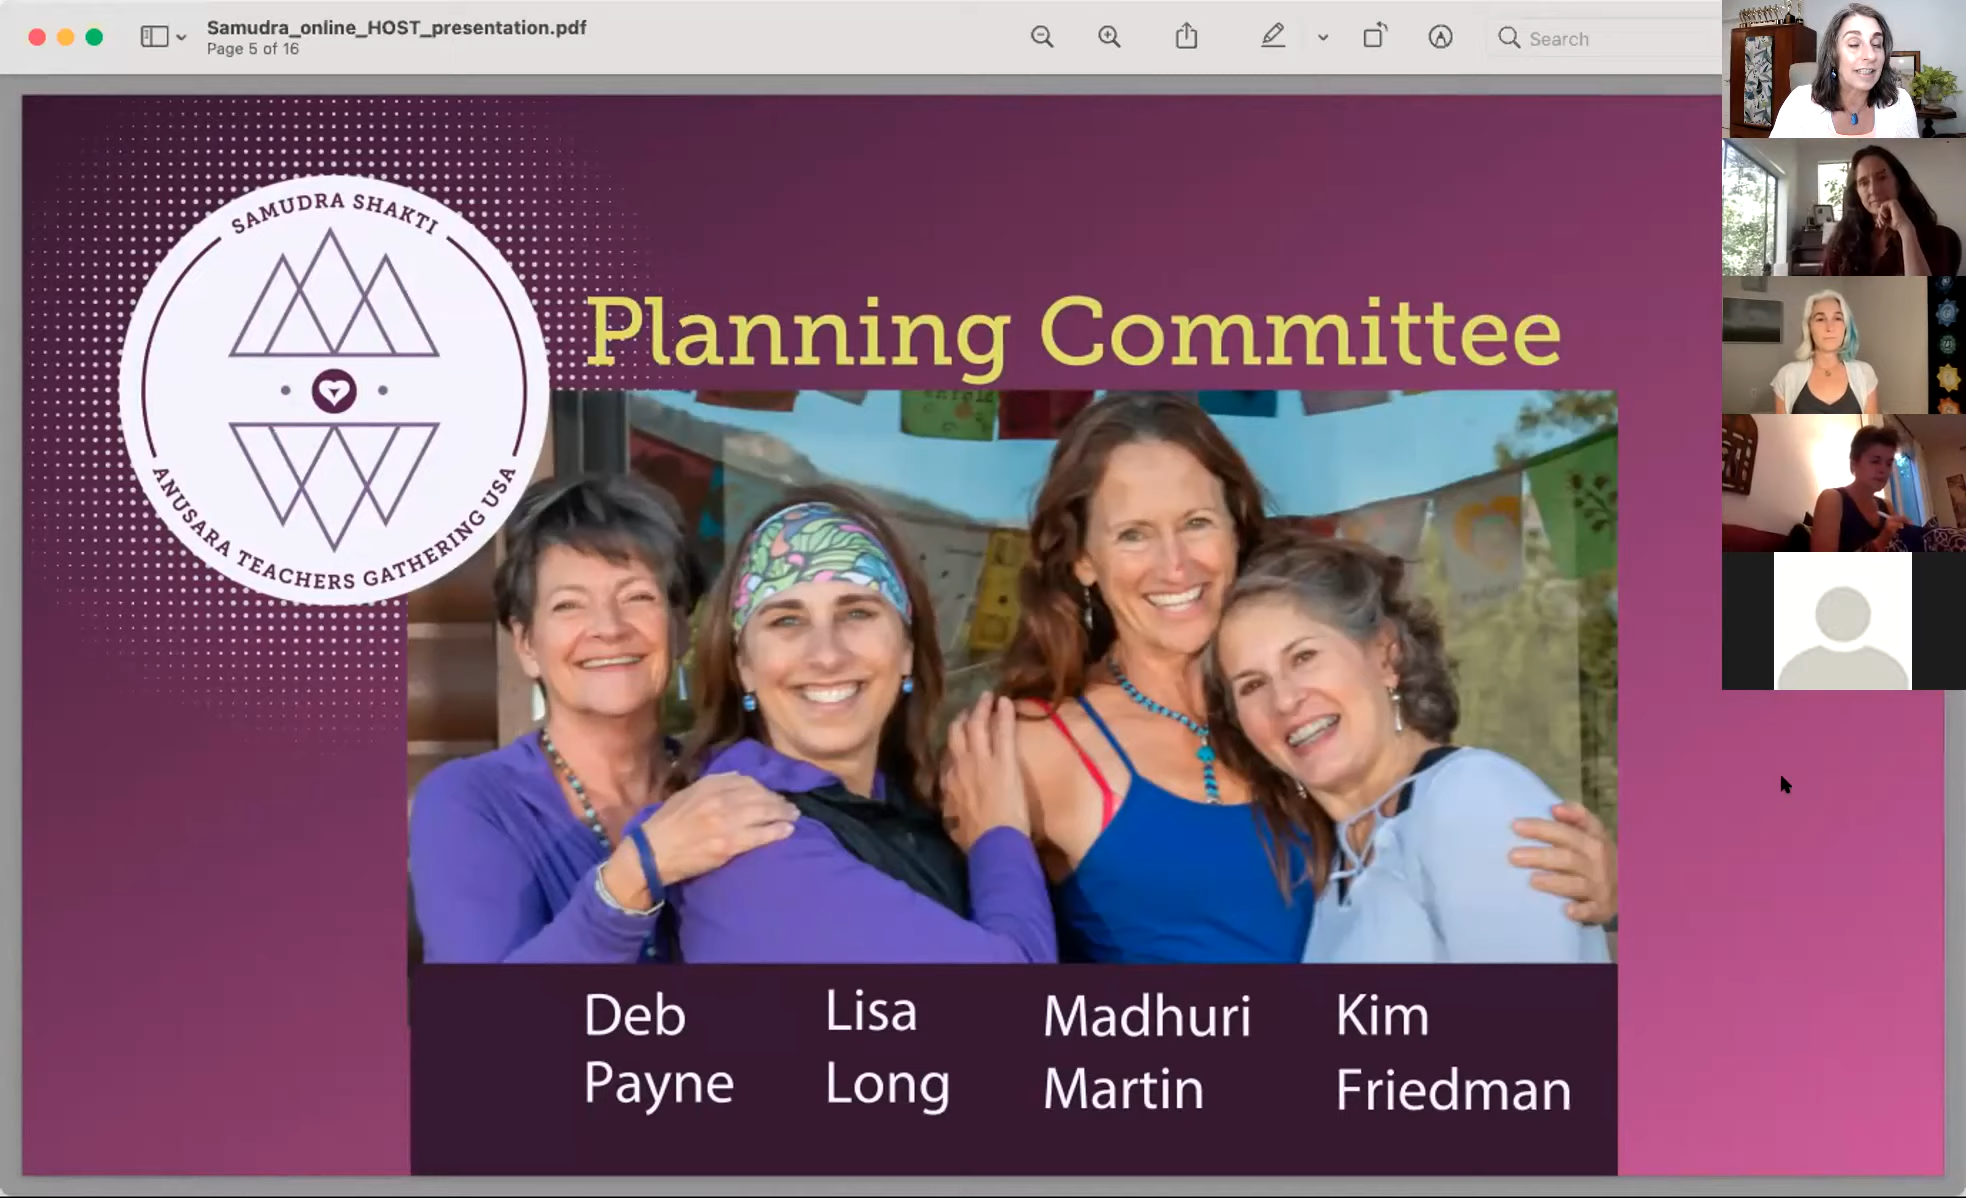 Samudra_online_HOST_presentation.pdf
Page 5 of 16
Search
SAMUDRA SHAKTI
ANUSARA TEACHERS GATHERING USA
Planning Committee
Deb
Payne
Lisa
Long
Madhuri
Martin
Kim
Friedman